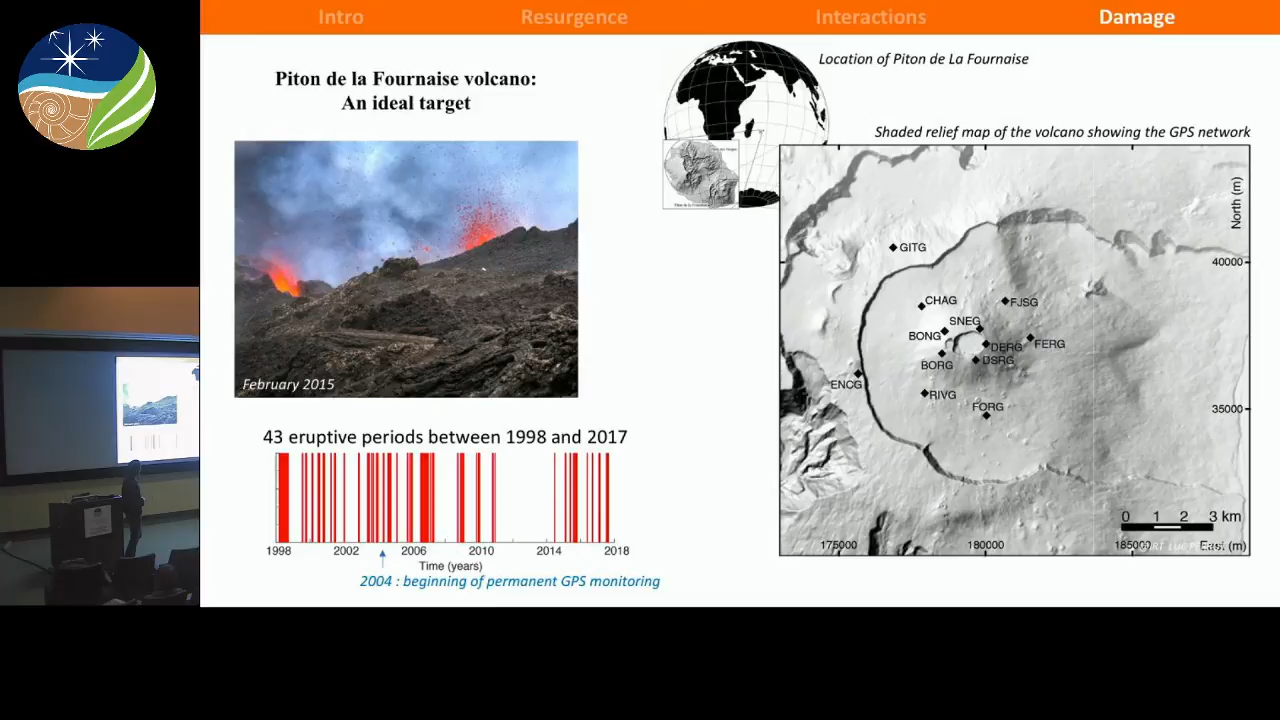 Intro
Resurgence
Interactions
Damage
Piton de la Fournaise volcano:
An ideal target
February 2015
43 eruptive periods between 1998 and 2017
1998
2002
2006
2010
2014
2018
Time (years)
2004 : beginning of permanent GPS monitoring
Location of Piton de La Fournaise
Shaded relief map of the volcano showing the GPS network
North (m)
GITG
40000
CHAG
FJSG
SNEG
BONG
DERG
FERG
BORG
DSRG
ENCG
RIVG
FORG
35000
0 1 2 3 km
175000
180000
185000
East (m)